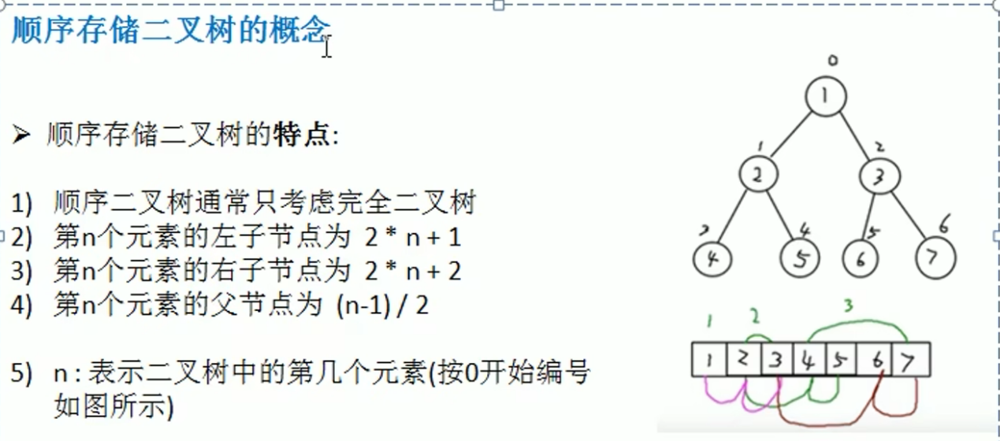 顺序存储二叉树的概念
➢ 顺序存储二叉树的特点:
1) 顺序二叉树通常只考虑完全二叉树
2) 第n个元素的左子节点为 2 * n + 1
3) 第n个元素的右子节点为 2 * n + 2
4) 第n个元素的父节点为 (n-1) / 2
5) n : 表示二叉树中的第几个元素(按0开始编号
如图所示)
0
1
1 2
2 3
4 5 6
4 5 6 7
1 2 3
1 2 3 4 5 6 7